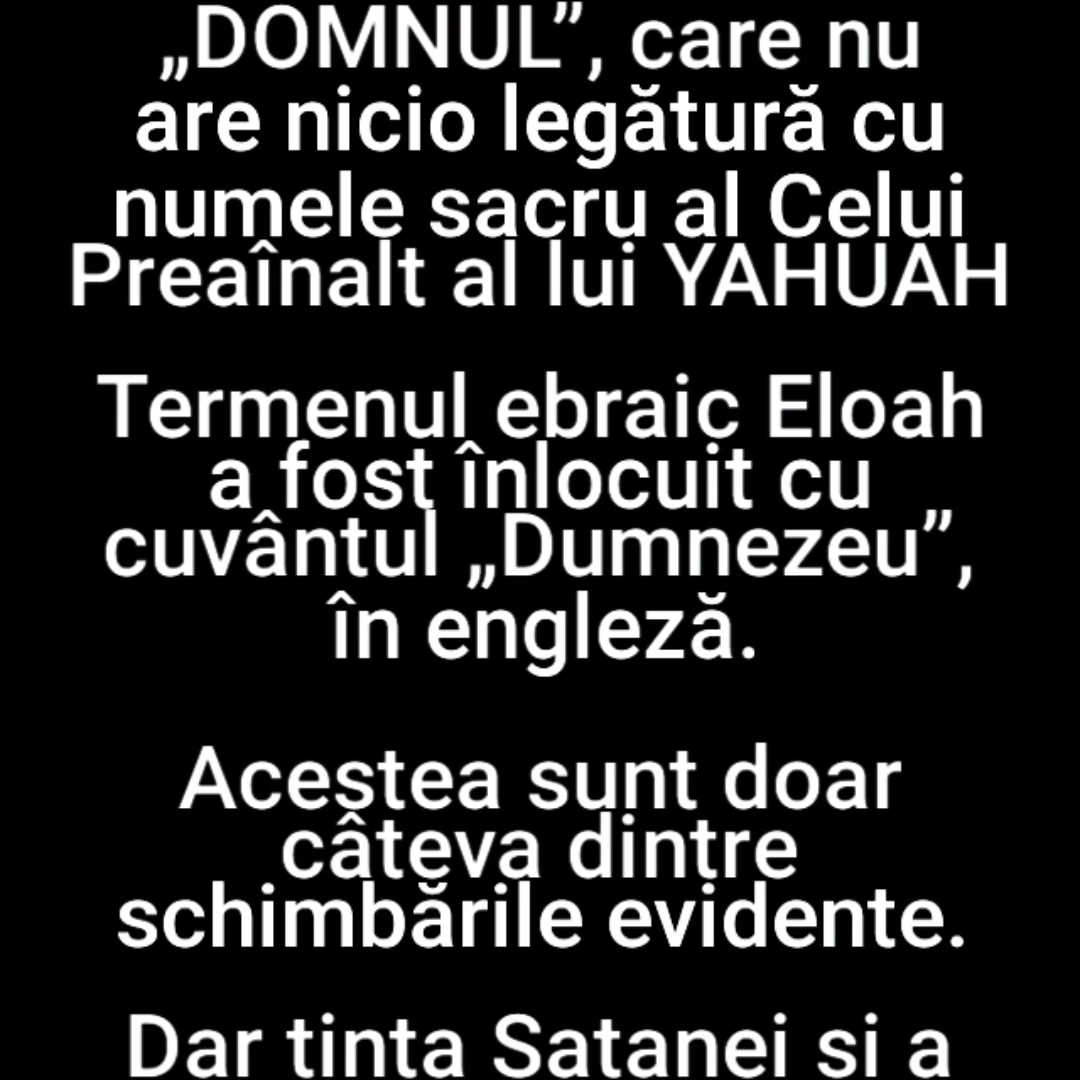 „DOMNUL”, care nu
are nicio legătură cu
numele sacru al Celui
Preaînalt al lui YAHUAH
Termenul ebraic Eloah
a fost înlocuit cu
cuvântul „Dumnezeu”,
în engleză.
Acestea sunt doar
câteva dintre
schimbările evidente.
Dar tinta Satanei si a